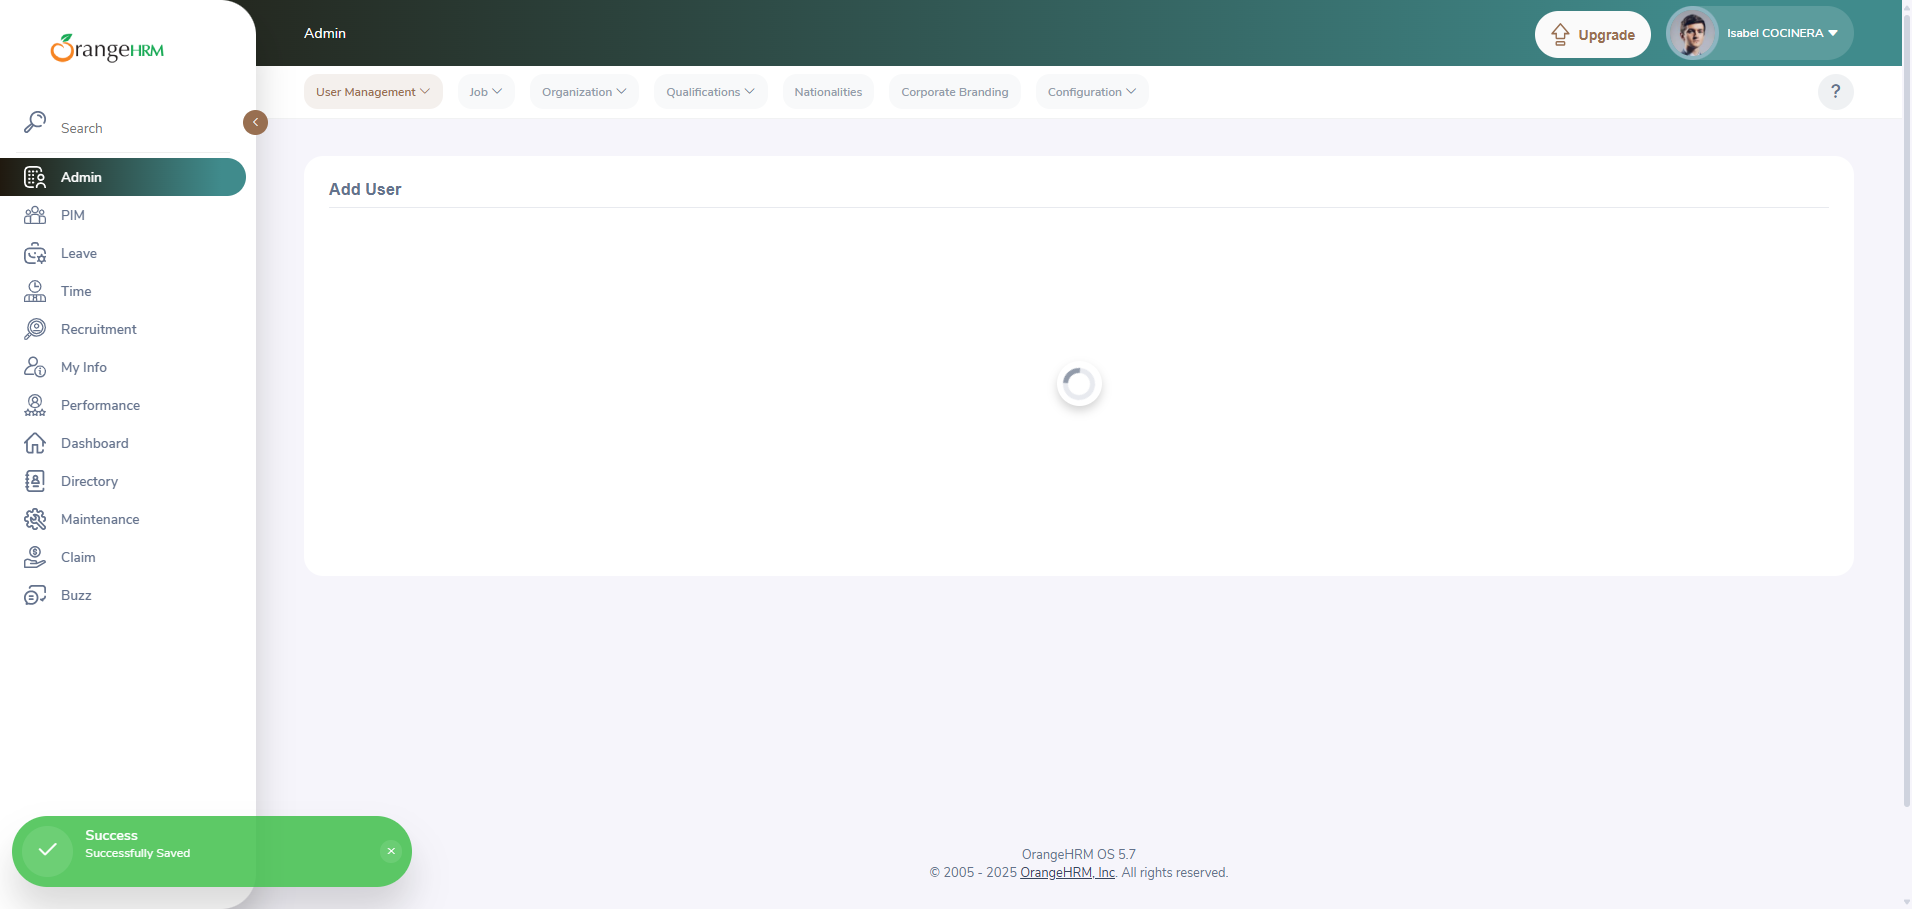 OrangeHRM
Admin
Upgrade
Isabel COCINERA
User Management
Job
Organization
Qualifications
Nationalities
Corporate Branding
Configuration
?
Search
Admin
PIM
Leave
Time
Recruitment
My Info
Performance
Dashboard
Directory
Maintenance
Claim
Buzz
Add User
Success
Successfully Saved
OrangeHRM OS 5.7
© 2005 - 2025 OrangeHRM, Inc. All rights reserved.